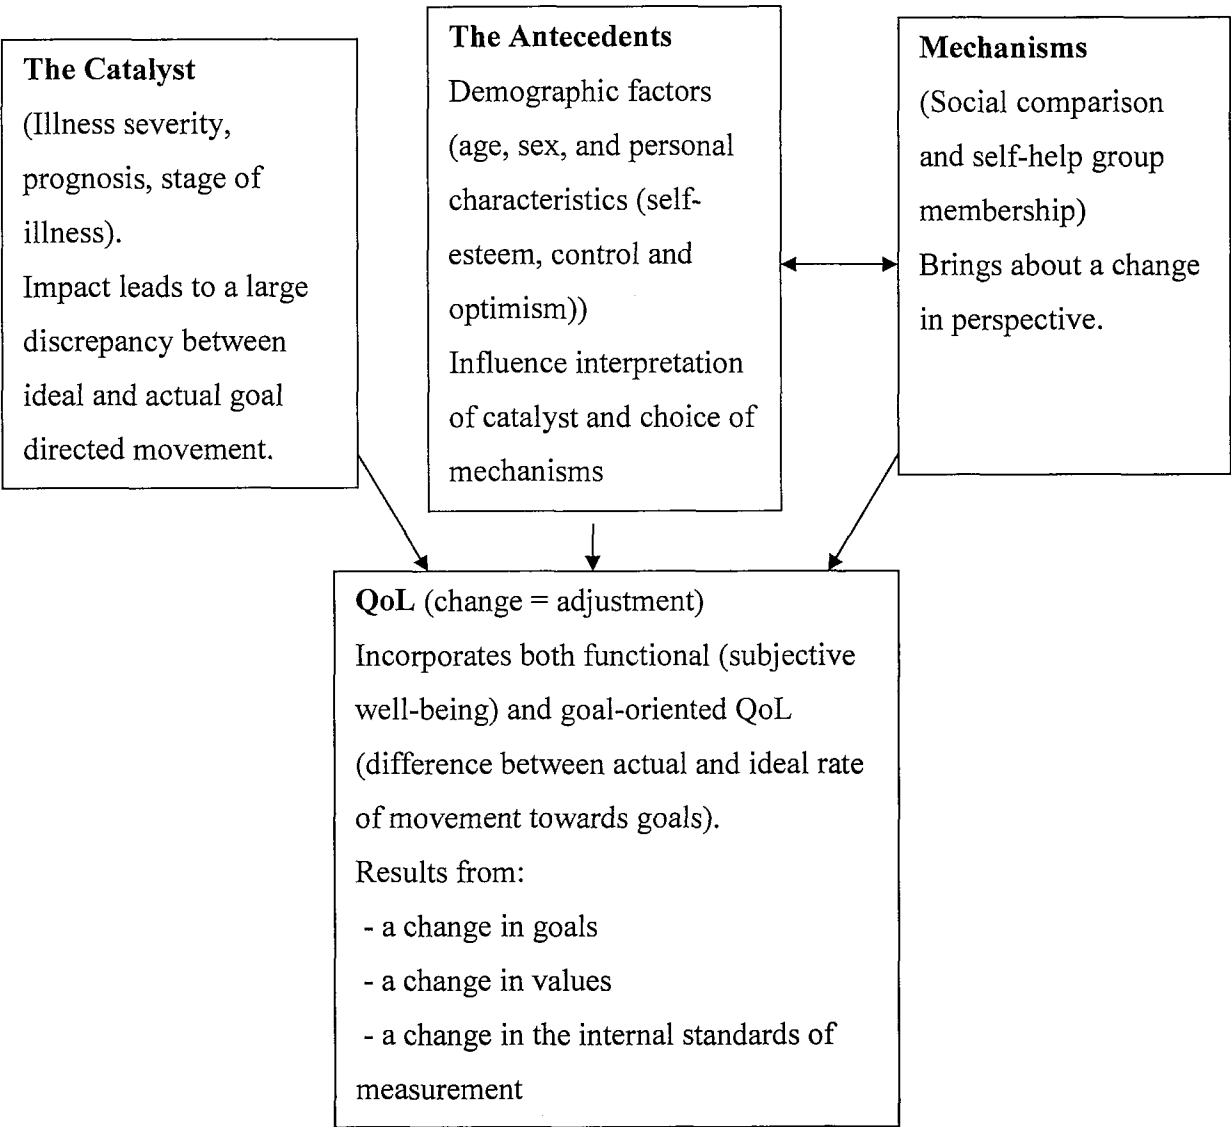 The Catalyst
(Illness severity,
prognosis, stage of
illness).
Impact leads to a large
discrepancy between
ideal and actual goal
directed movement.
The Antecedents
Demographic factors
(age, sex, and personal
characteristics (self-
esteem, control and
optimism))
Influence interpretation
of catalyst and choice of
mechanisms
Mechanisms
(Social comparison
and self-help group
membership)
Brings about a change
in perspective.
QoL (change = adjustment)
Incorporates both functional (subjective
well-being) and goal-oriented QoL
(difference between actual and ideal rate
of movement towards goals).
Results from:
- a change in goals
- a change in values
- a change in the internal standards of
measurement